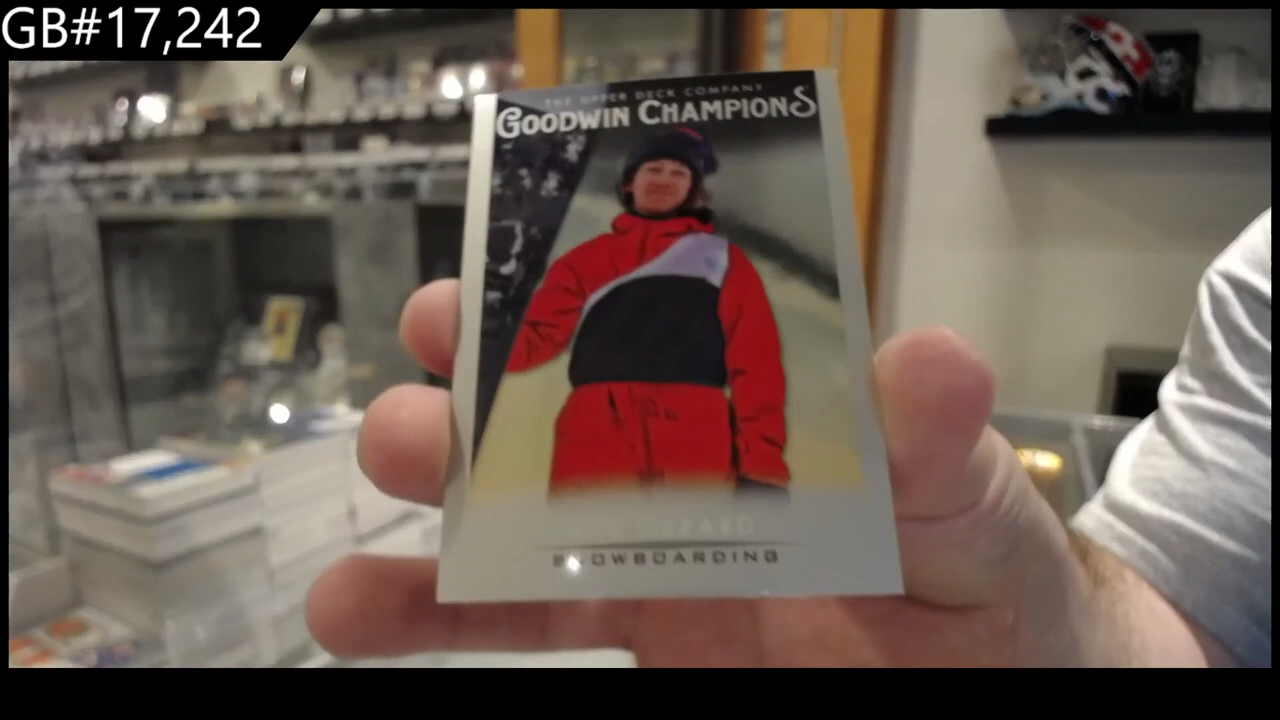 GB#17,242
THE UPPER DECK COMPANY
GOODWIN CHAMPIONS
SNOWBOARDING